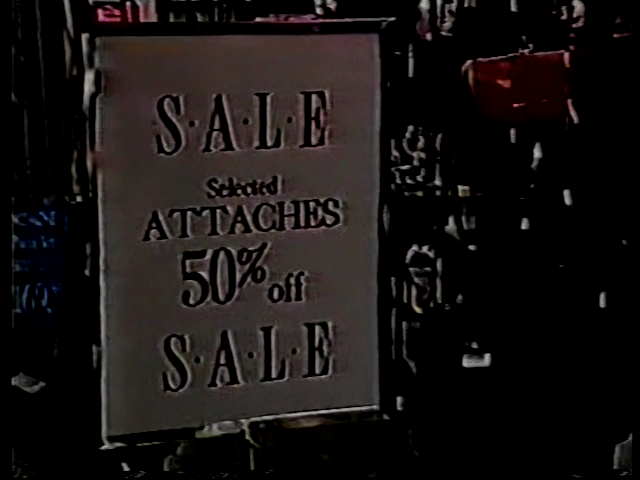 S·A·L·E
Selected
ATTACHES
50% off
S·A·L·E